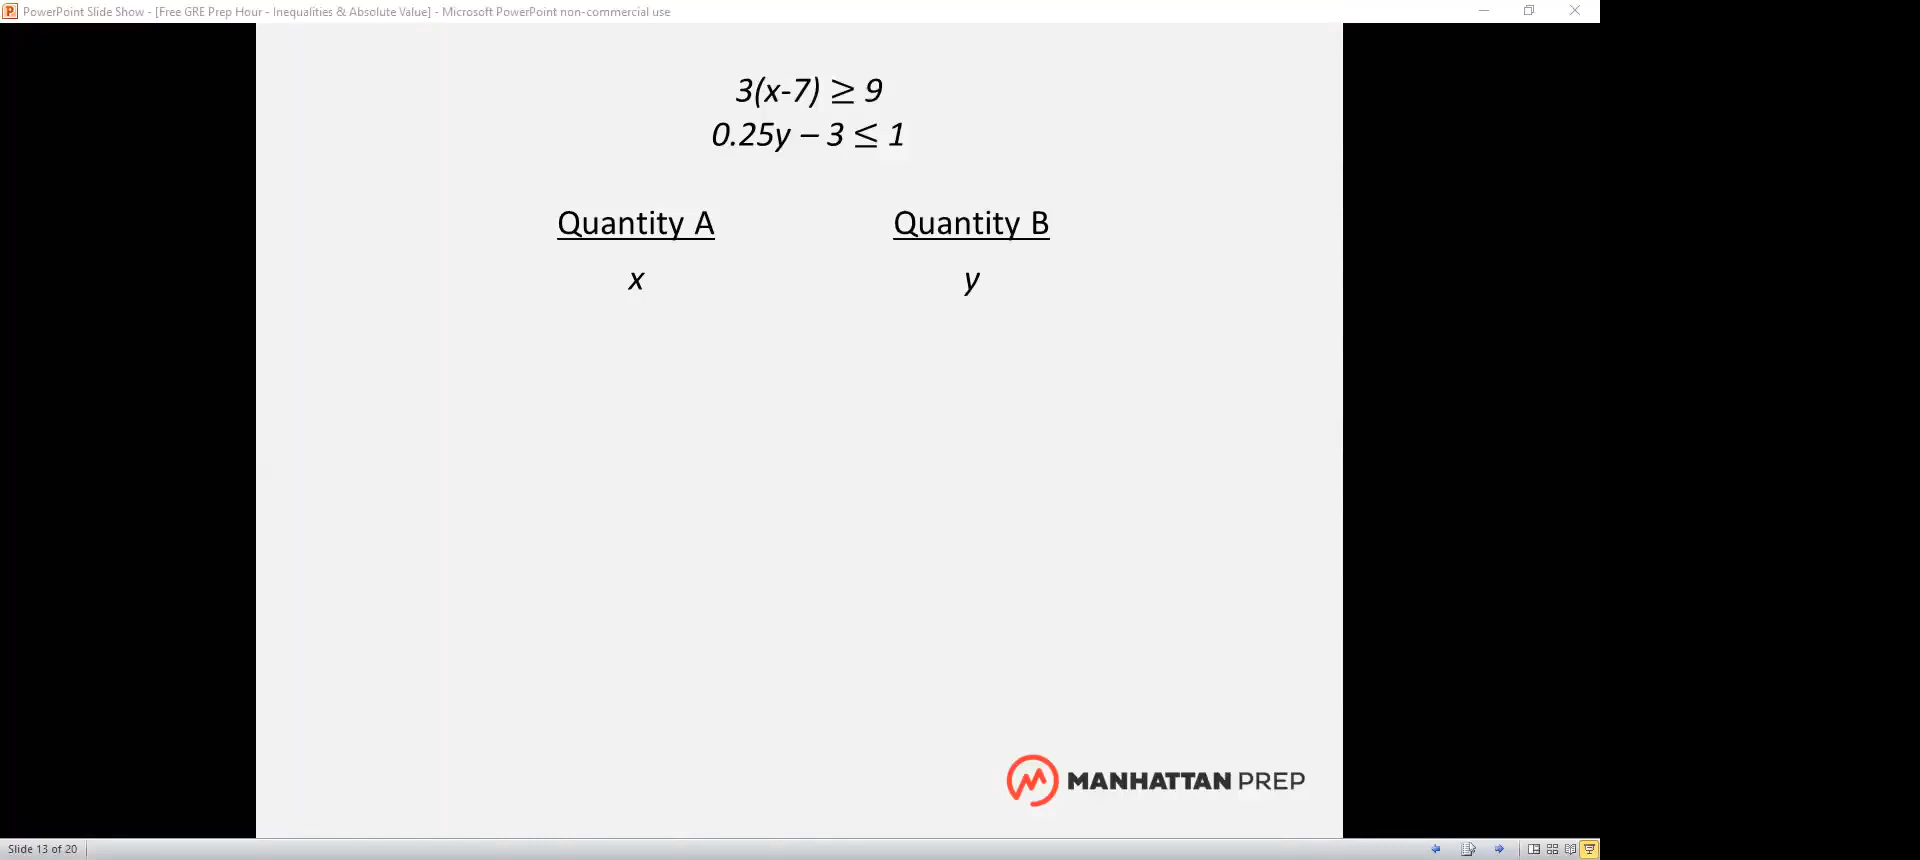 PowerPoint Slide Show - [Free GRE Prep Hour - Inequalities & Absolute Value] - Microsoft PowerPoint non-commercial use
3(x-7) ≥ 9
0.25y – 3 ≤ 1
Quantity A Quantity B
x y
MANHATTAN PREP
Slide 13 of 20